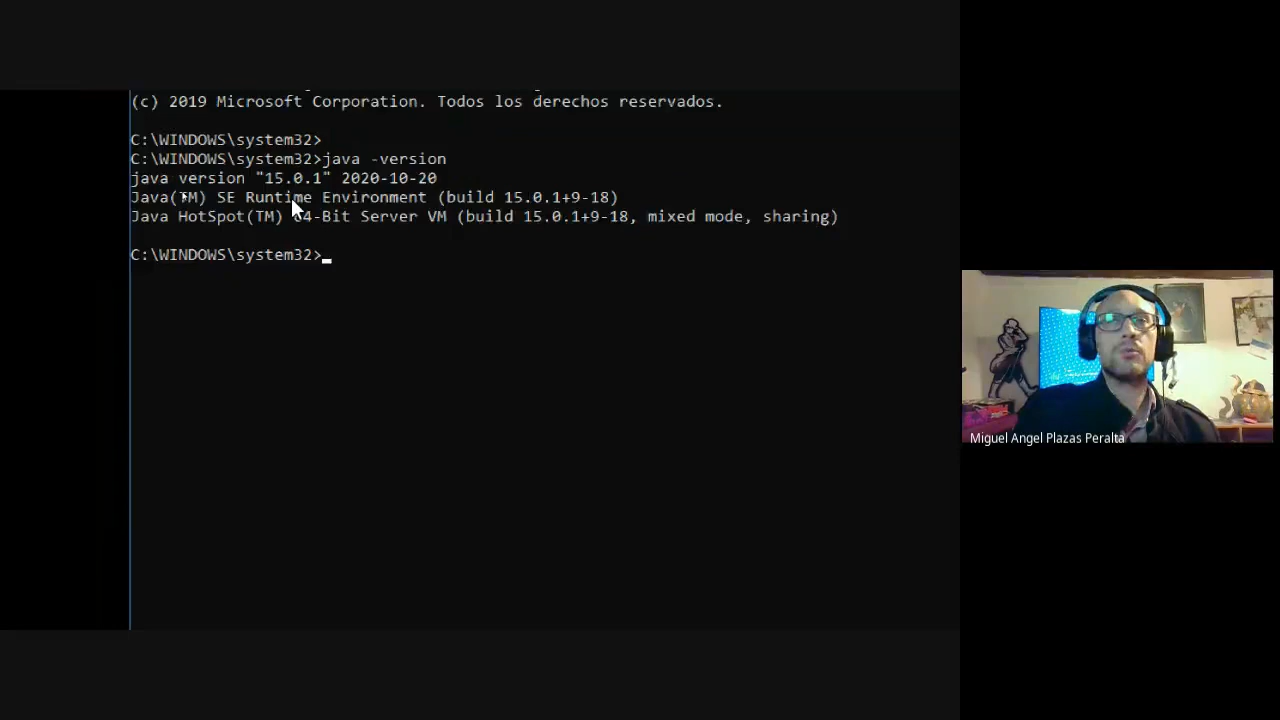 (c) 2019 Microsoft Corporation. Todos los derechos reservados.
C:\WINDOWS\system32>
C:\WINDOWS\system32>java -version
java version "15.0.1" 2020-10-20
Java(TM) SE Runtime Environment (build 15.0.1+9-18)
Java HotSpot(TM) 64-Bit Server VM (build 15.0.1+9-18, mixed mode, sharing)
C:\WINDOWS\system32>
Miguel Angel Plazas Peralta